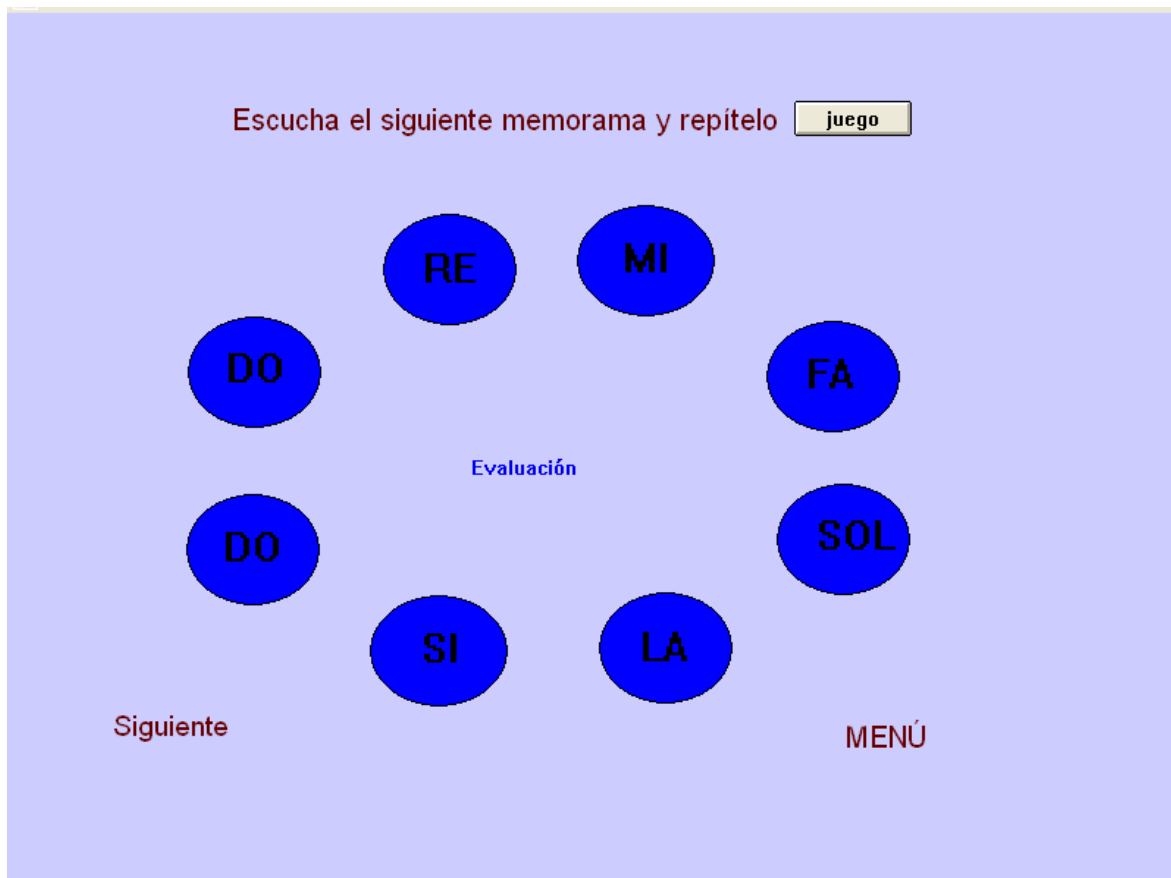 Escucha el siguiente memorama y repítelo juego
RE MI
DO FA
Evaluación
DO SOL
SI LA
Siguiente MENÚ